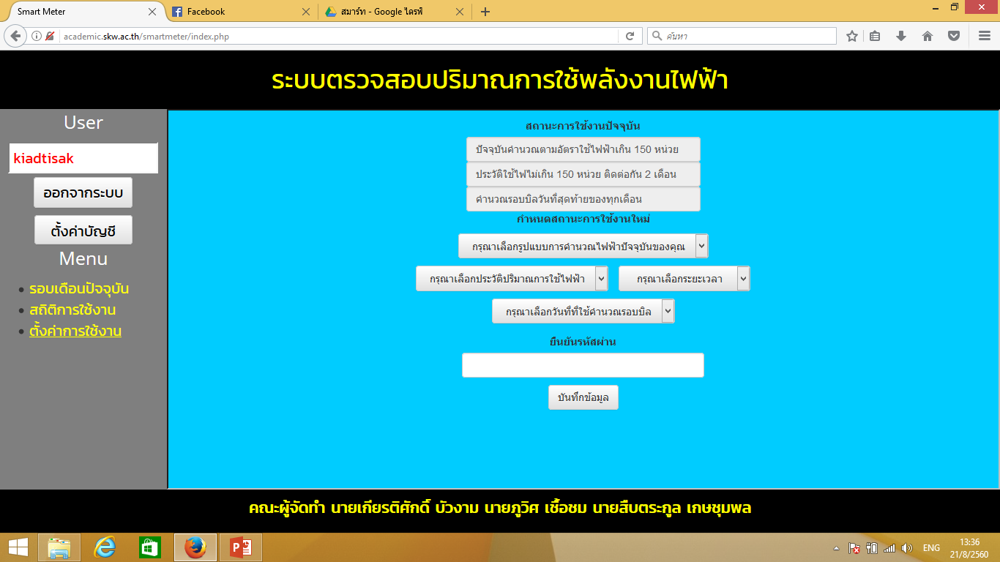 Smart Meter
Facebook
สมาร์ท - Google ไดรฟ์
academic.skw.ac.th/smartmeter/index.php
ค้นหา
ระบบตรวจสอบปริมาณการใช้พลังงานไฟฟ้า
User
kiadtisak
ออกจากระบบ
ตั้งค่าบัญชี
Menu
รอบเดือนปัจจุบัน
สถิติการใช้งาน
ตั้งค่าการใช้งาน
สถานะการใช้งานปัจจุบัน
ปัจจุบันคำนวณตามอัตราใช้ไฟฟ้าเกิน 150 หน่วย
ประวัติใช้ไฟไม่เกิน 150 หน่วย ติดต่อกัน 2 เดือน
คำนวณรอบบิลวันที่สุดท้ายของทุกเดือน
กำหนดสถานะการใช้งานใหม่
กรุณาเลือกรูปแบบการคำนวณไฟฟ้าปัจจุบันของคุณ
กรุณาเลือกประวัติปริมาณการใช้ไฟฟ้า กรุณาเลือกระยะเวลา
กรุณาเลือกวันที่ที่ใช้คำนวณรอบบิล
ยืนยันรหัสผ่าน
บันทึกข้อมูล
คณะผู้จัดทำ นายเกียรติศักดิ์ บัวงาม นายภูวิศ เชื้อชม นายสืบตระกูล เกษชุมพล
ENG
13:36
21/8/2560